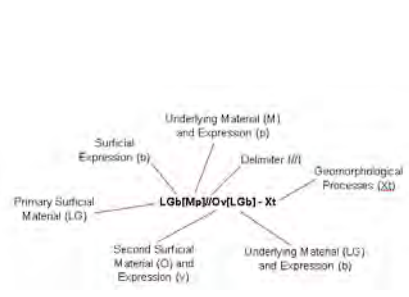 Underlying Material (M)
and Expression (p)
Surficial
Expression (b)
Delimiter (//)
Geomorphological
Processes (Xt)
Primary Surficial
Material (LG)
LGb[Mp]//Ov[LGb] - Xt
Second Surficial
Material (O) and
Expression (v)
Underlying Material (LG)
and Expression (b)